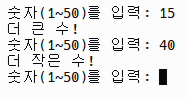 숫자(1~50)를 입력: 15
더 큰 수!
숫자(1~50)를 입력: 40
더 작은 수!
숫자(1~50)를 입력: